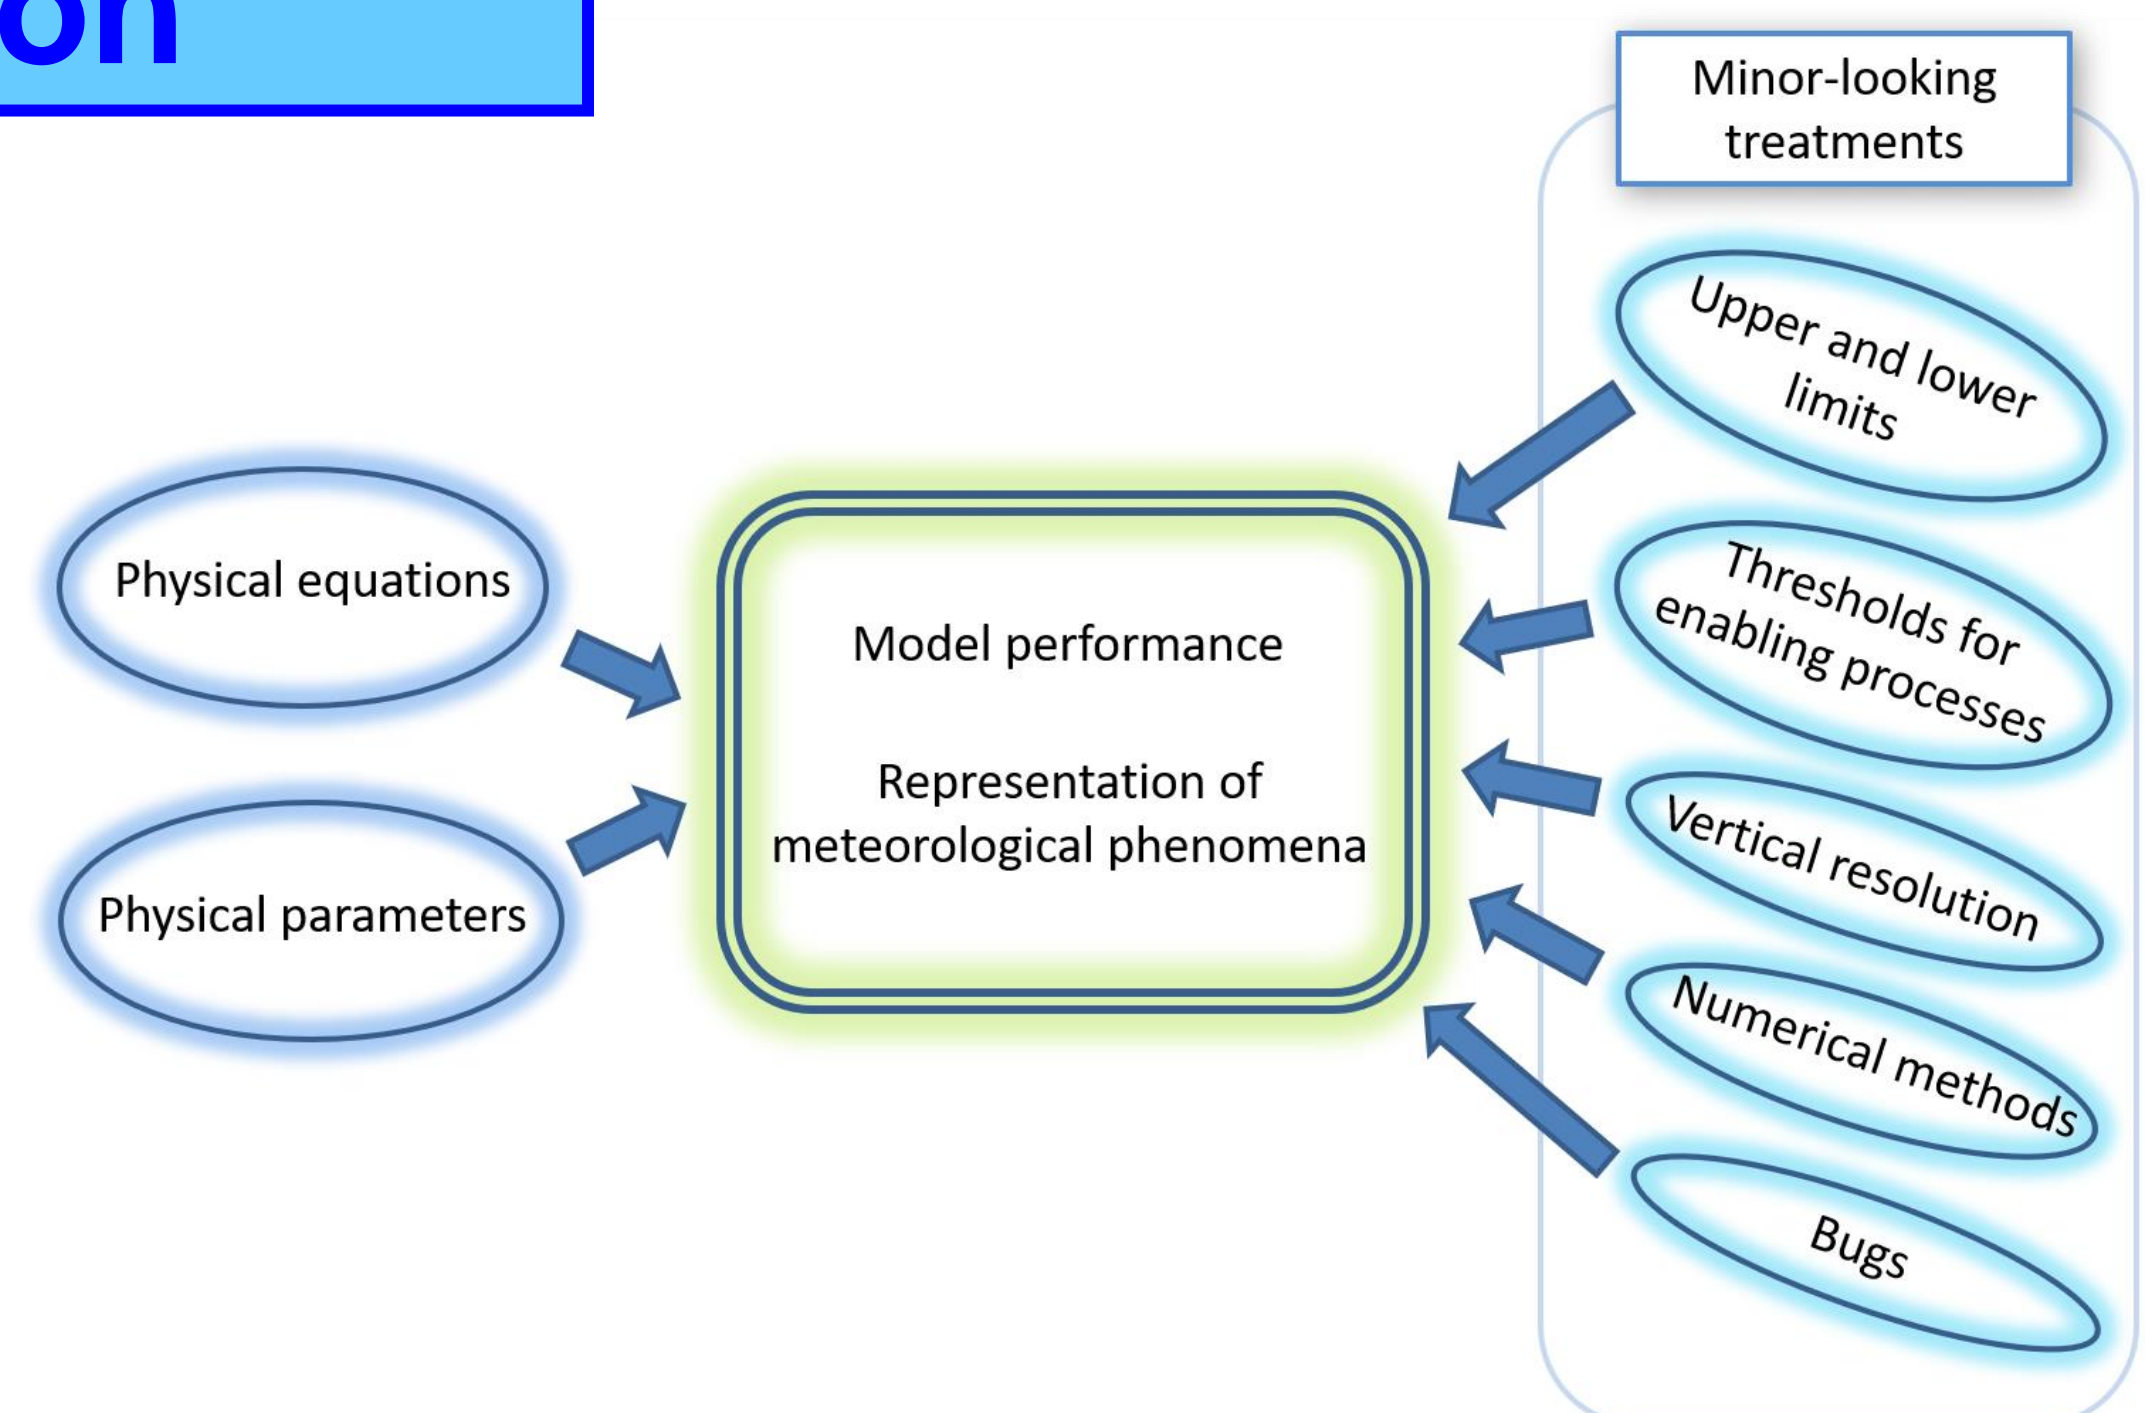 on
Minor-looking
treatments
Upper and lower
limits
Thresholds for
enabling processes
Vertical resolution
Numerical methods
Bugs
Physical equations
Physical parameters
Model performance
Representation of
meteorological phenomena